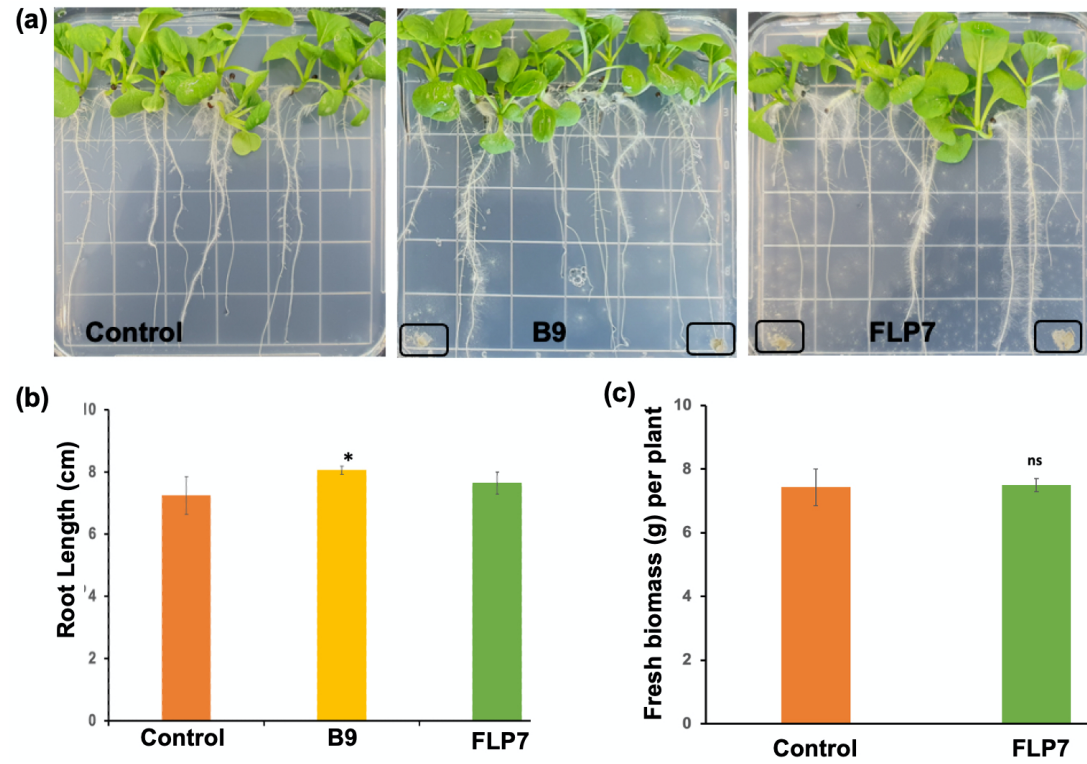 (a)
Control
B9
FLP7
(b)
Root Length (cm)
10
8
6
4
2
0
*
Control
B9
FLP7
(c)
Fresh biomass (g) per plant
10
8
6
4
2
0
ns
Control
FLP7